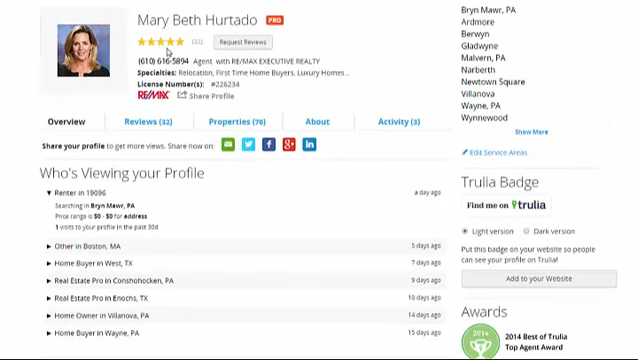 Mary Beth Hurtado PRO
(32) Request Reviews
(610) 616-5894 Agent with RE/MAX EXECUTIVE REALTY
Specialties: Relocation, First Time Home Buyers, Luxury Homes...
License Number(s): #226234
RE/MAX Share Profile
Overview Reviews (32) Properties (70) About Activity (3)
Share your profile to get more views. Share now on:
Who's Viewing your Profile
Renter in 19096 a day ago
Searching in Bryn Mawr, PA
Price range is $0 - $0 for address
1 visits to your profile in the past 30d
Other in Boston, MA 5 days ago
Home Buyer in West, TX 7 days ago
Real Estate Pro in Conshohocken, PA 9 days ago
Real Estate Pro in Enochs, TX 10 days ago
Home Owner in Villanova, PA 14 days ago
Home Buyer in Wayne, PA 15 days ago
Bryn Mawr, PA
Ardmore
Berwyn
Gladwyne
Malvern, PA
Narberth
Newtown Square
Villanova
Wayne, PA
Wynnewood
Show More
Edit Service Areas
Trulia Badge
Find me on trulia
Light version Dark version
Put this badge on your website so people
can see your profile on Trulia!
Add to your Website
Awards
2014
2014 Best of Trulia
Top Agent Award